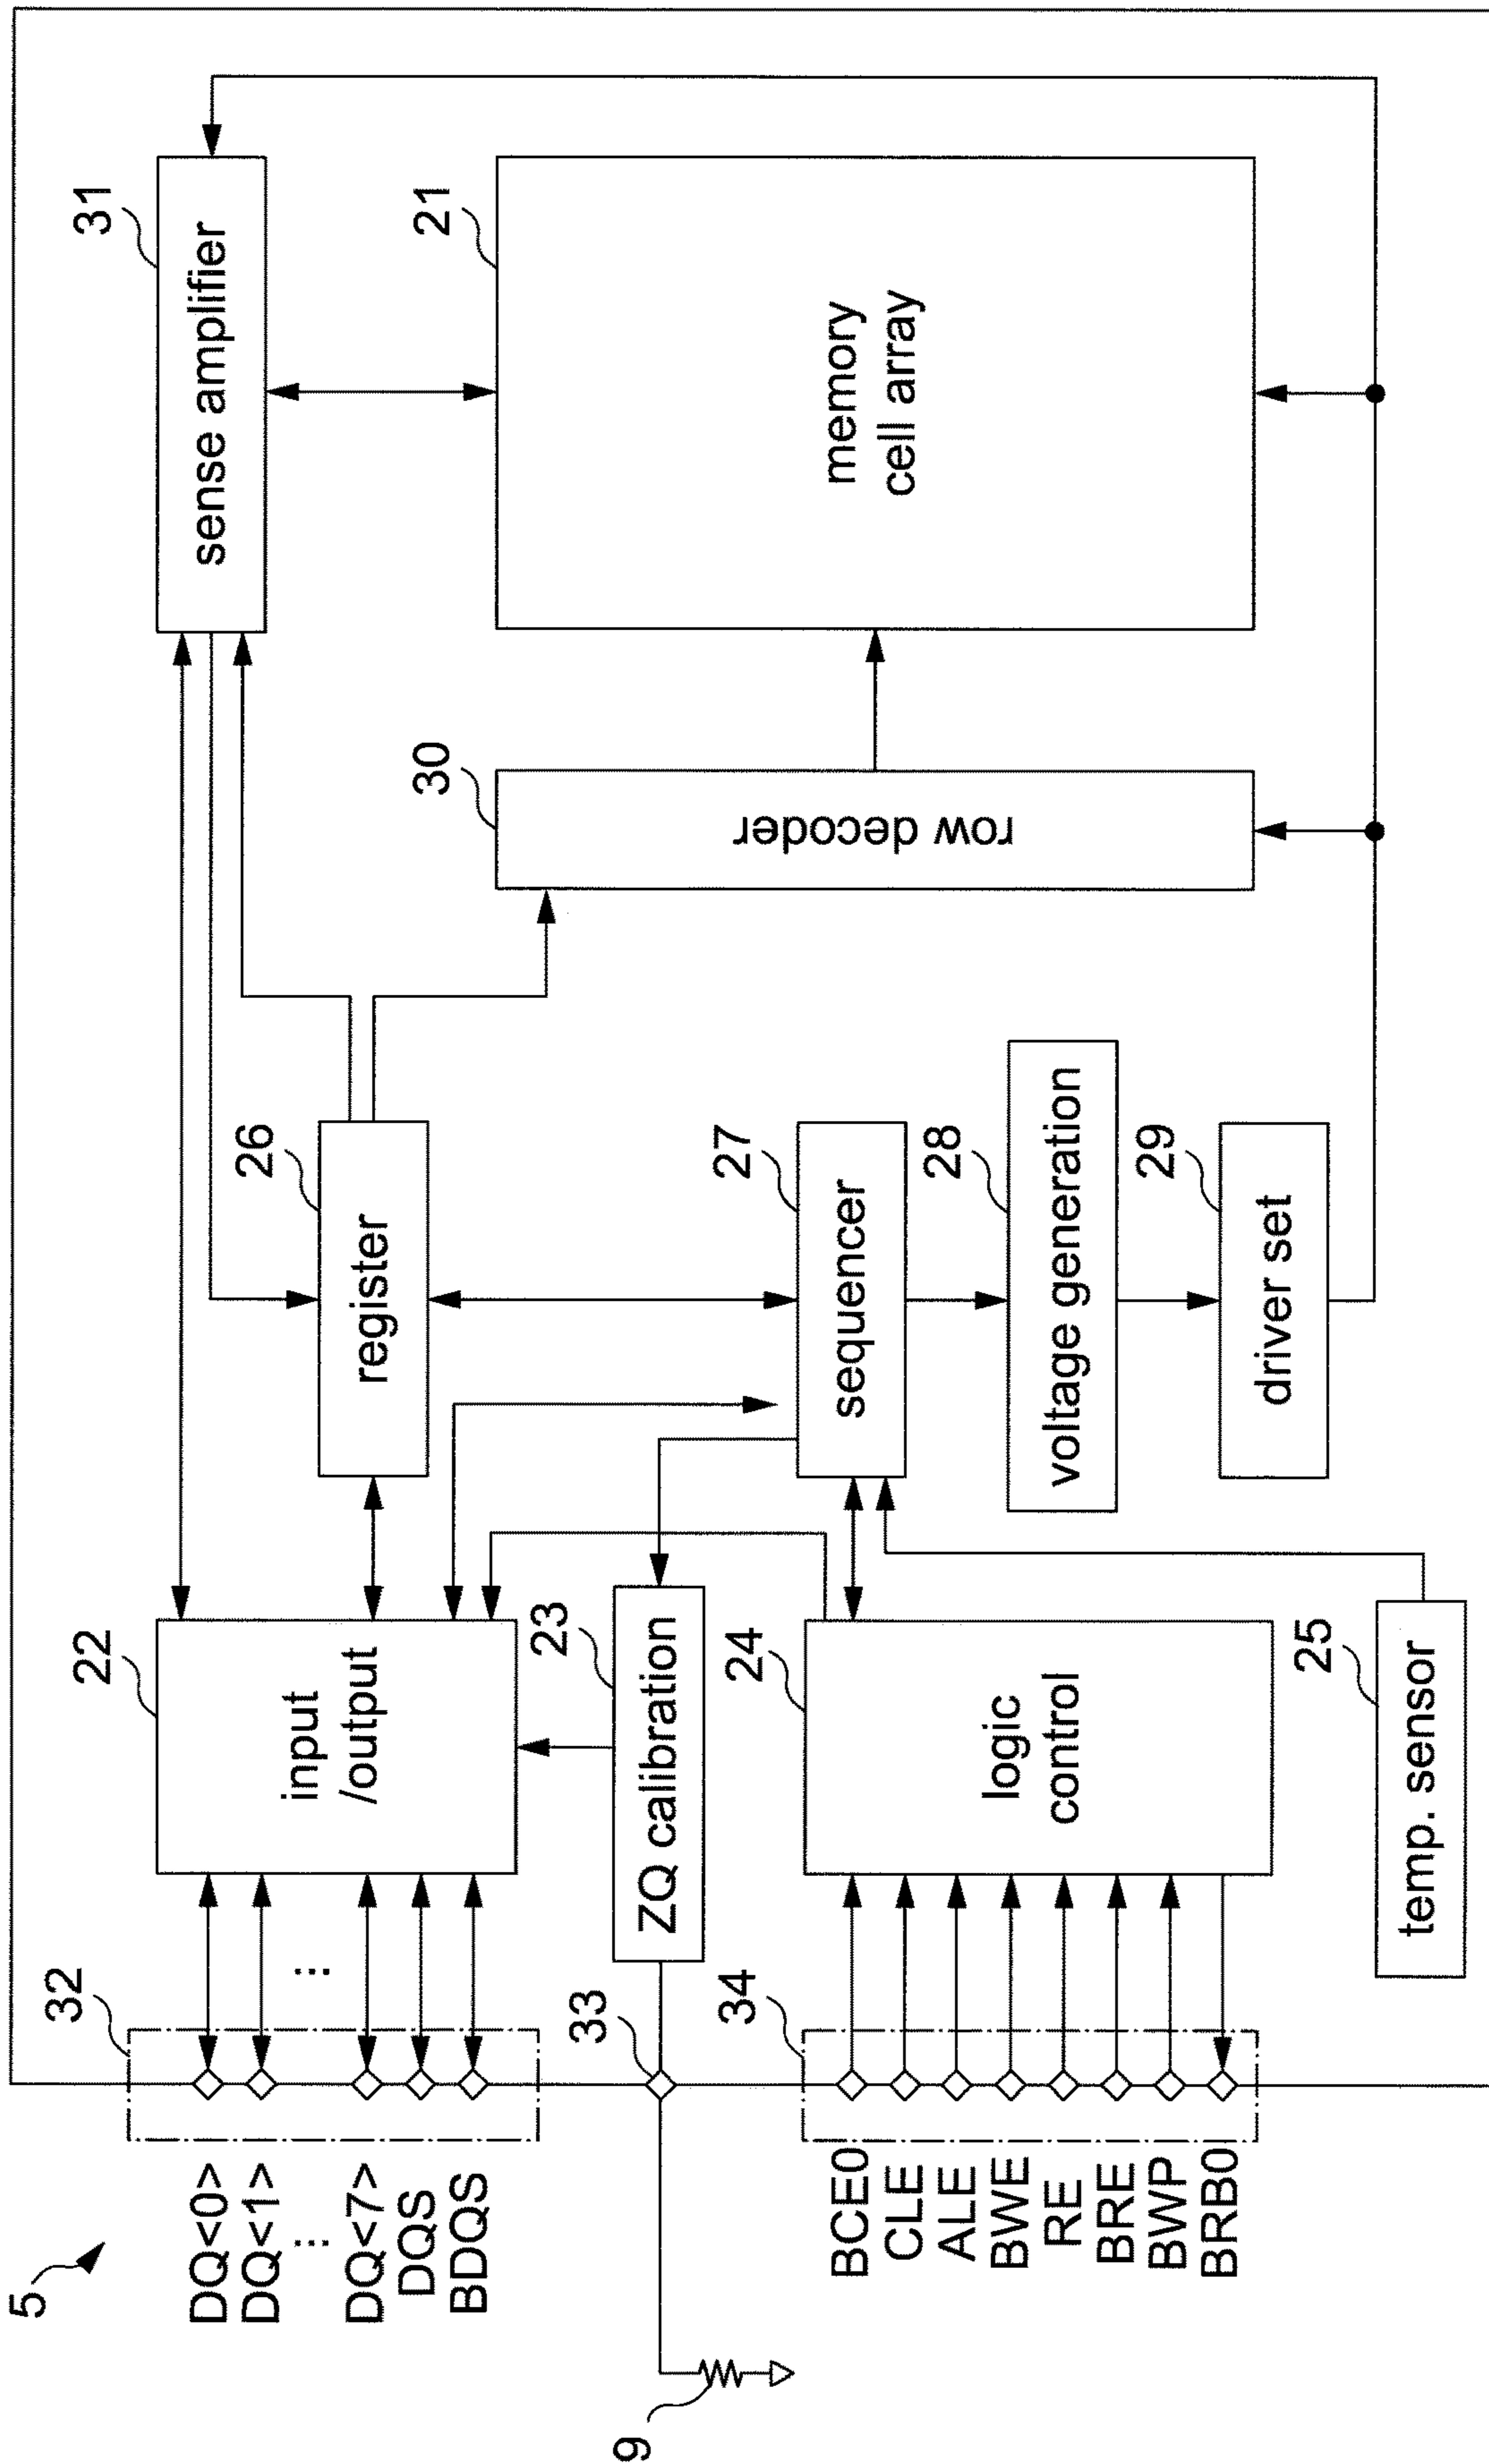 5
32
DQ<0>
DQ<1>
⋮
DQ<7>
DQS
BDQS
...
22
input
/output
31
sense amplifier
26
register
33
9
23
ZQ calibration
30
row decoder
21
memory
cell array
34
BCE0
CLE
ALE
BWE
RE
BRE
BWP
BRB0
24
logic
control
27
sequencer
28
voltage generation
29
driver set
25
temp. sensor